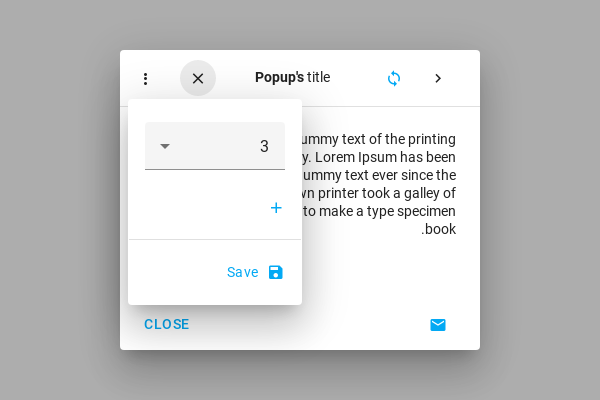 Popup's title
3
ummy text of the printing
y. Lorem Ipsum has been
ummy text ever since the
wn printer took a galley of
to make a type specimen
.book
Save
CLOSE